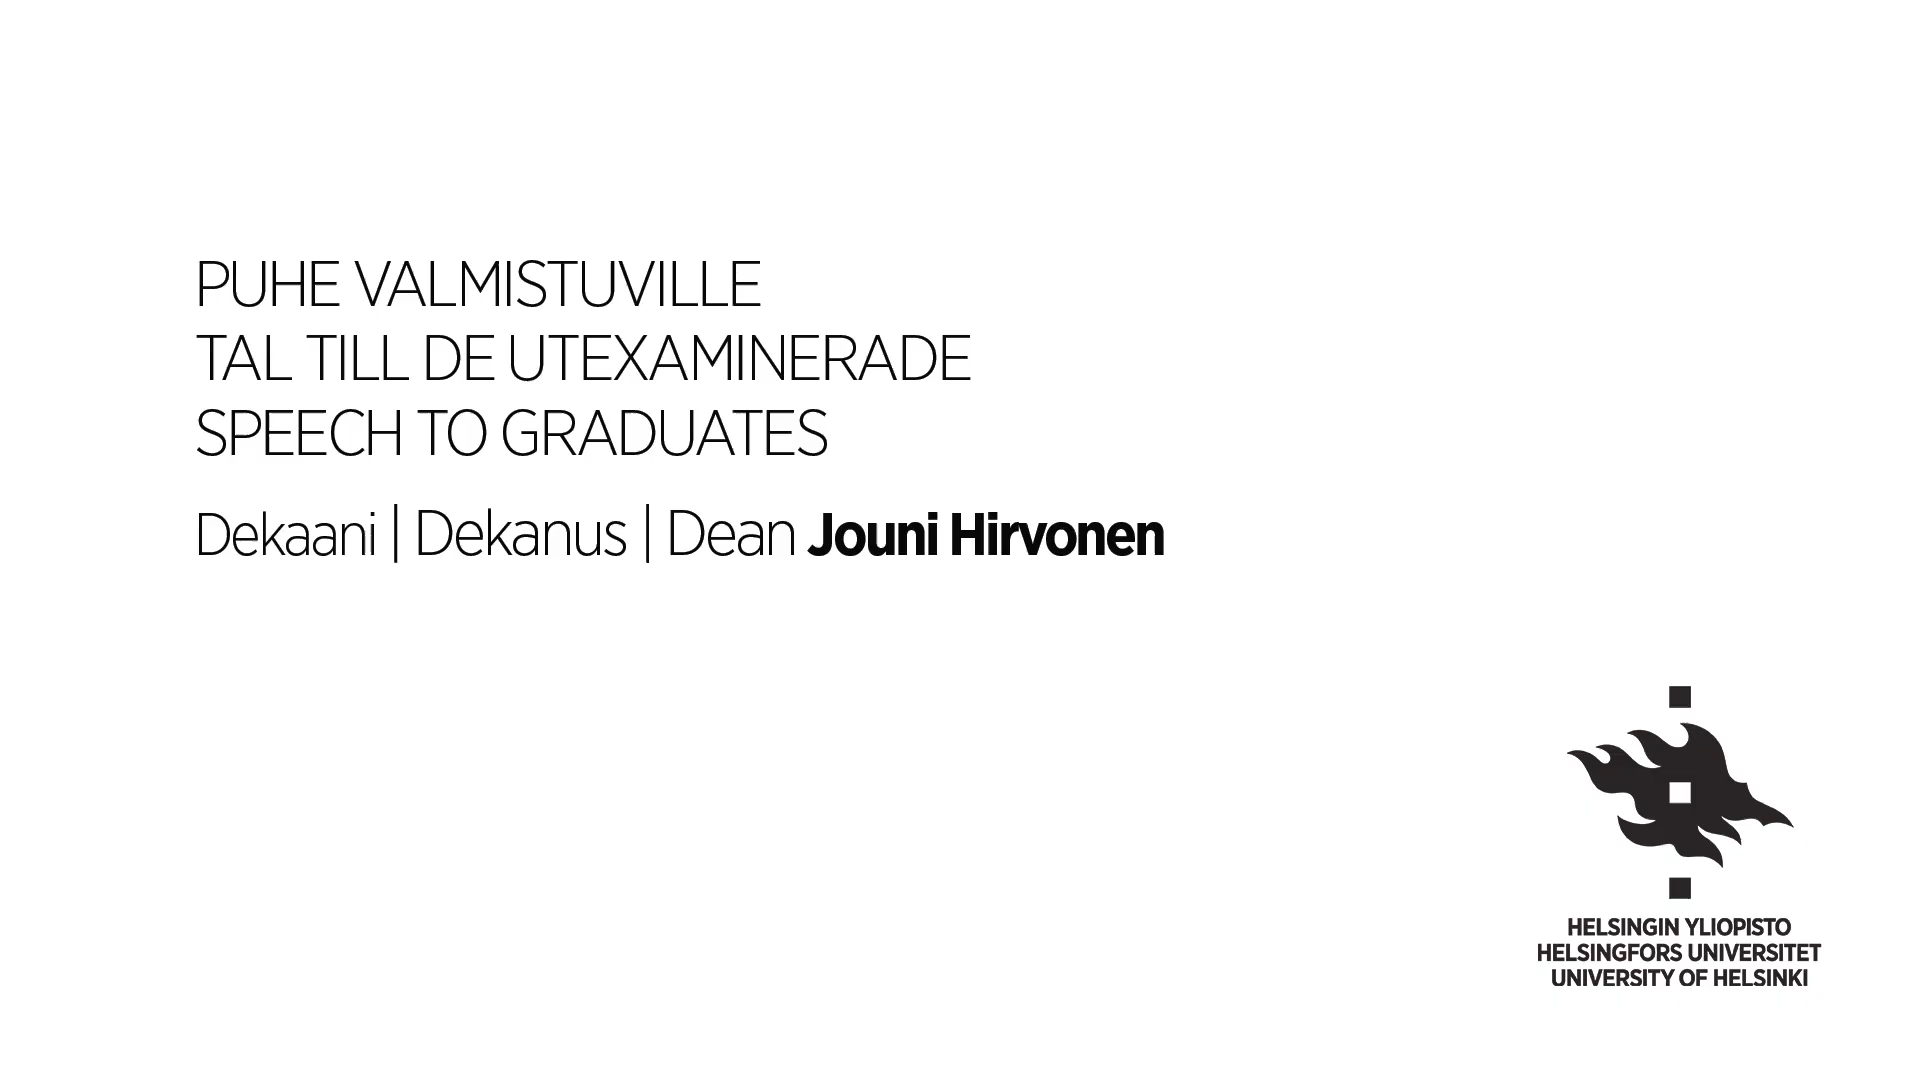 PUHE VALMISTUVILLE
TAL TILL DE UTEXAMINERADE
SPEECH TO GRADUATES
Dekaani | Dekanus | Dean Jouni Hirvonen
HELSINGIN YLIOPISTO
HELSINGFORS UNIVERSITET
UNIVERSITY OF HELSINKI